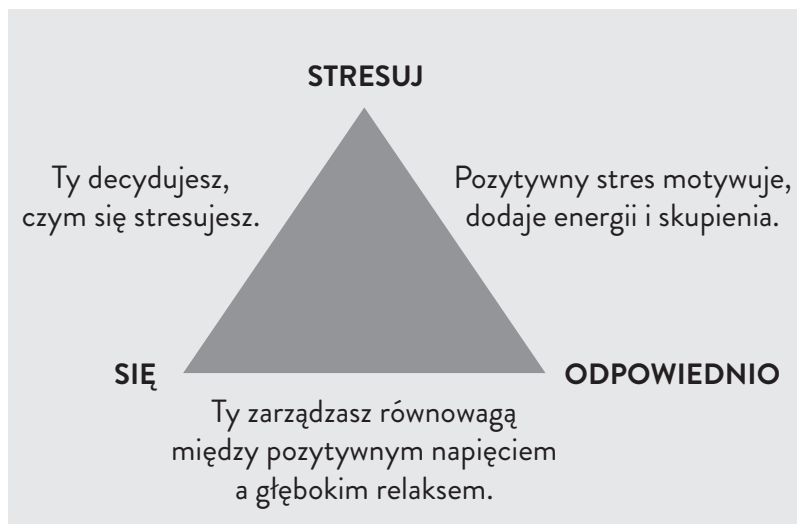 STRESUJ
Ty decydujesz,
czym się stresujesz.
Pozytywny stres motywuje,
dodaje energii i skupienia.
SIĘ
ODPOWIEDNIO
Ty zarządzasz równowagą
między pozytywnym napięciem
a głębokim relaksem.